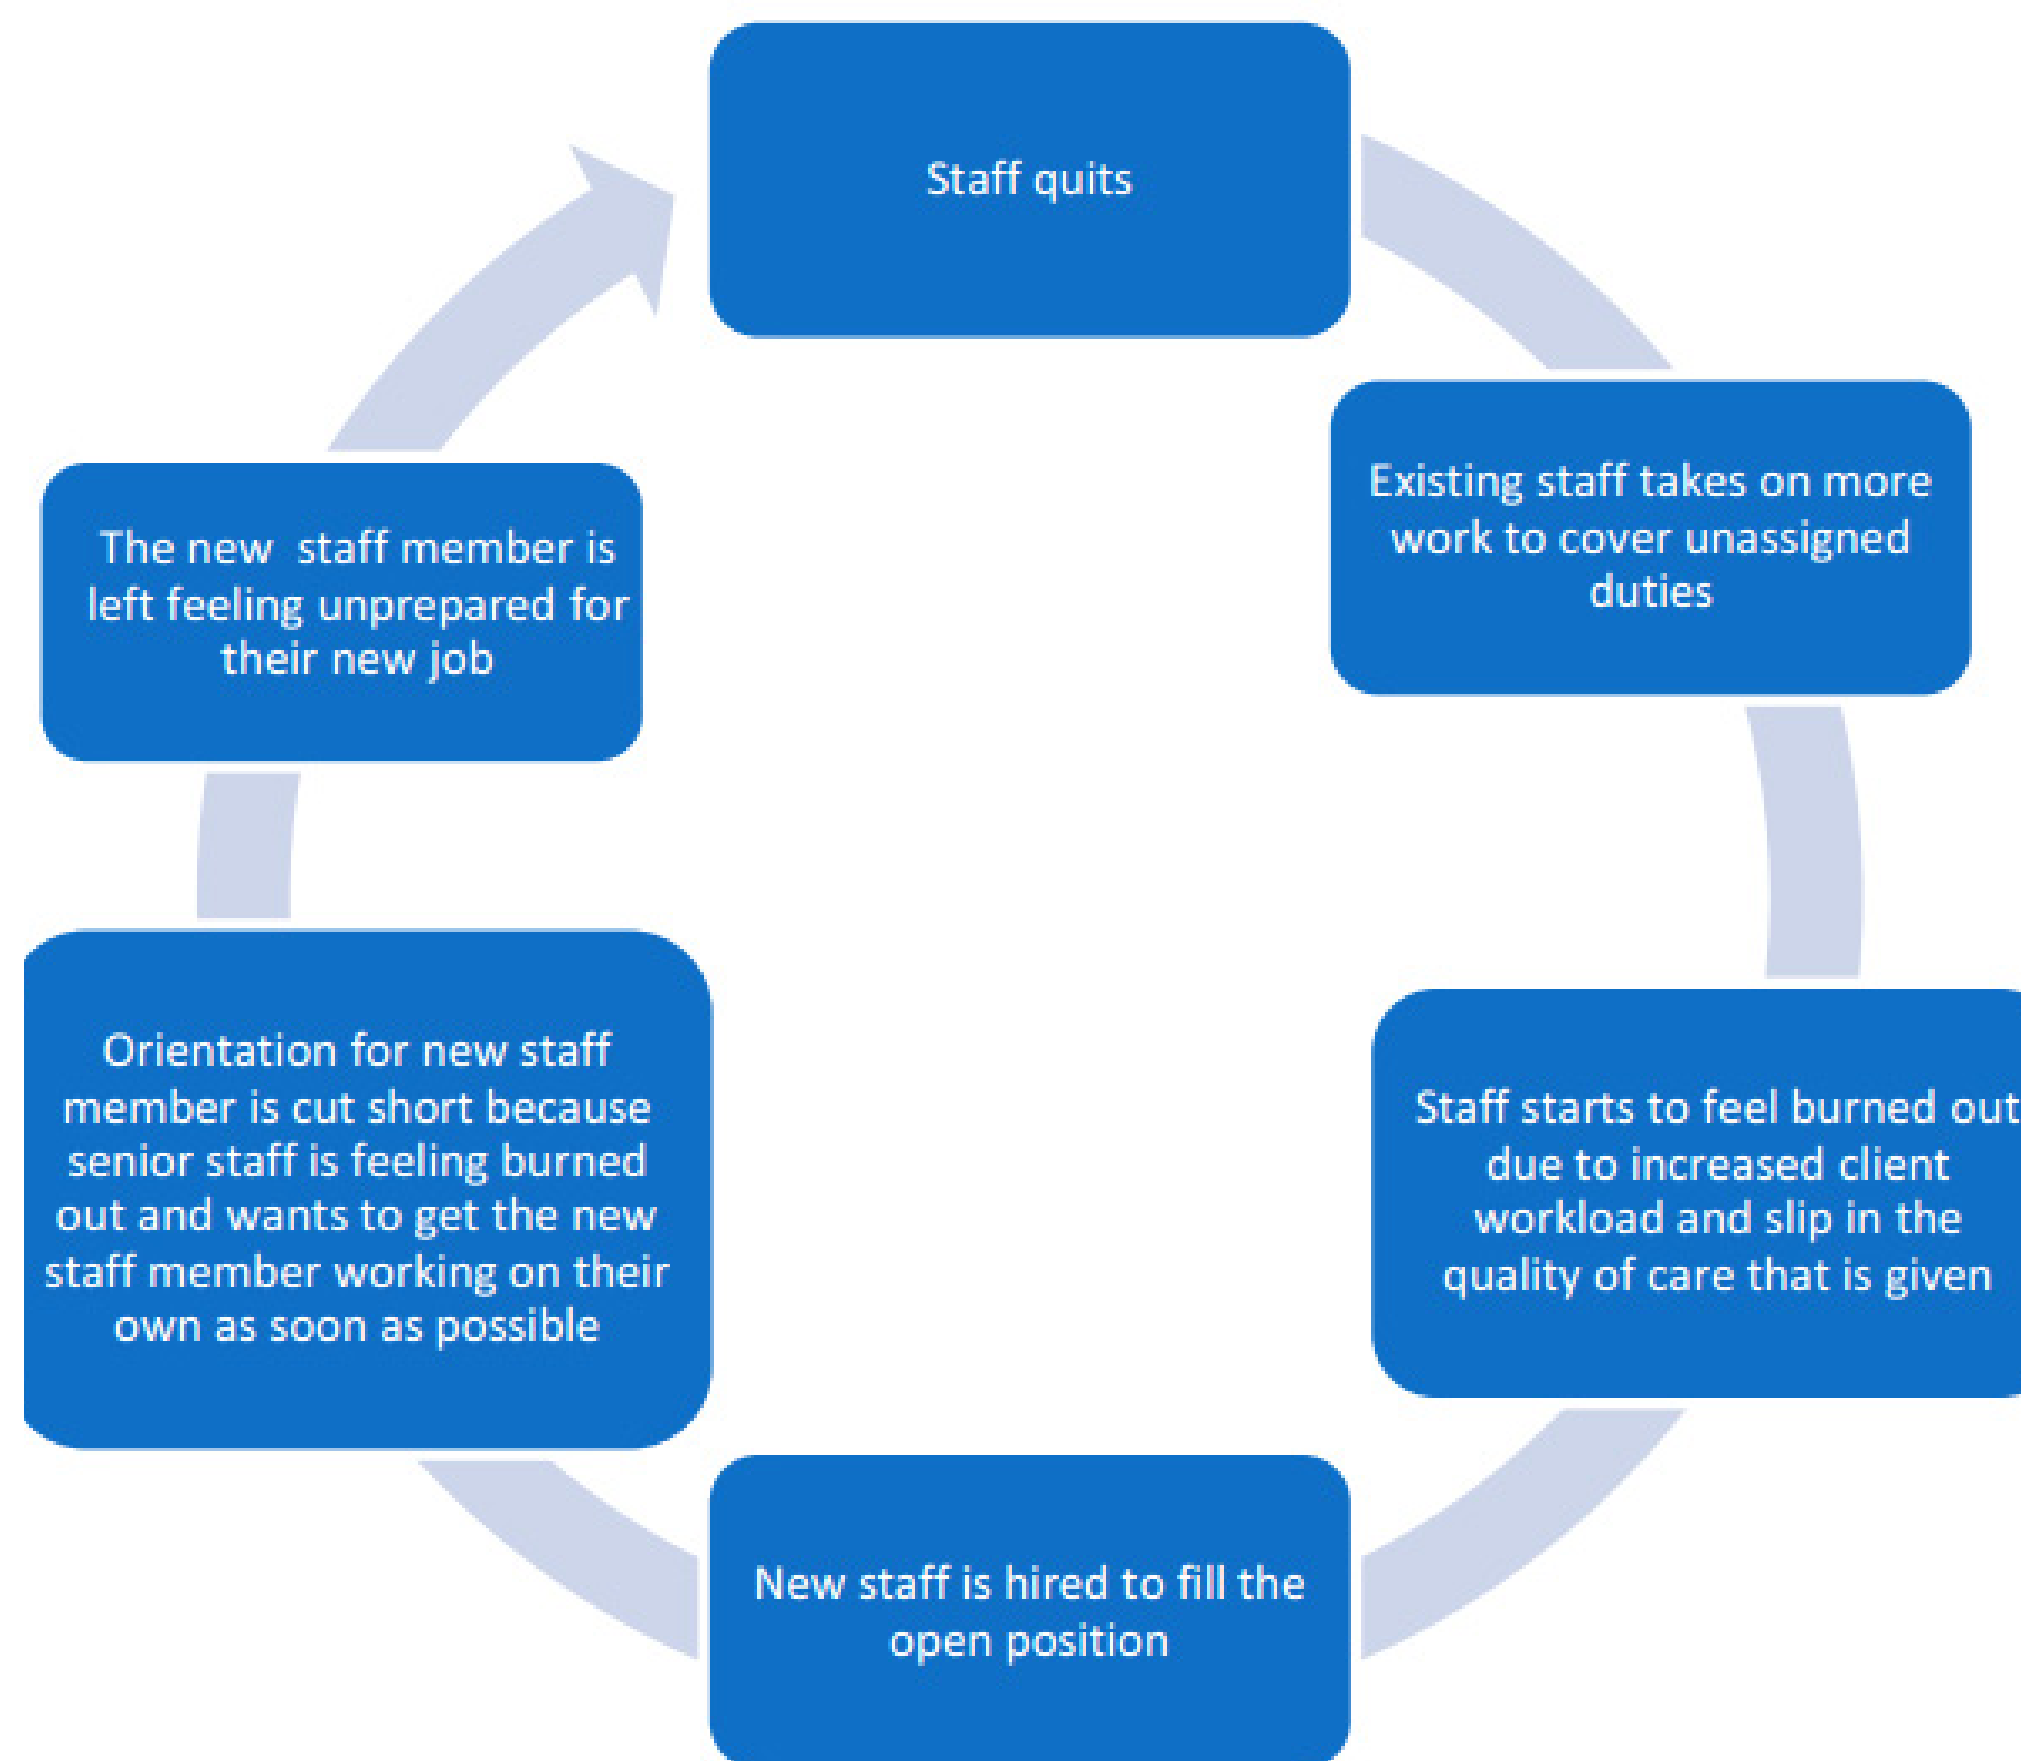 Staff quits
Existing staff takes on more
work to cover unassigned
duties
Staff starts to feel burned out
due to increased client
workload and slip in the
quality of care that is given
New staff is hired to fill the
open position
Orientation for new staff
member is cut short because
senior staff is feeling burned
out and wants to get the new
staff member working on their
own as soon as possible
The new  staff member is
left feeling unprepared for
their new job